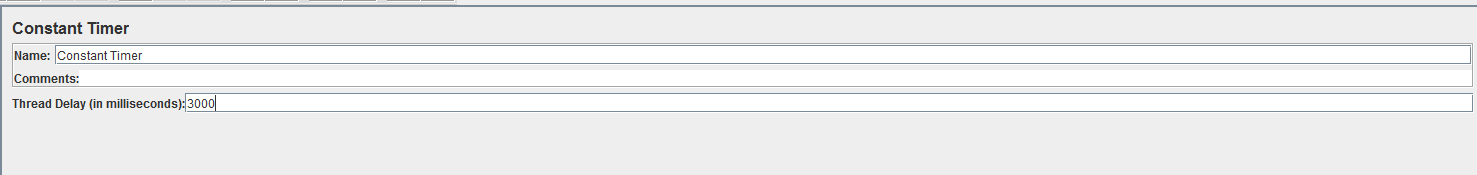 Constant Timer
Name: Constant Timer
Comments:
Thread Delay (in milliseconds): 3000